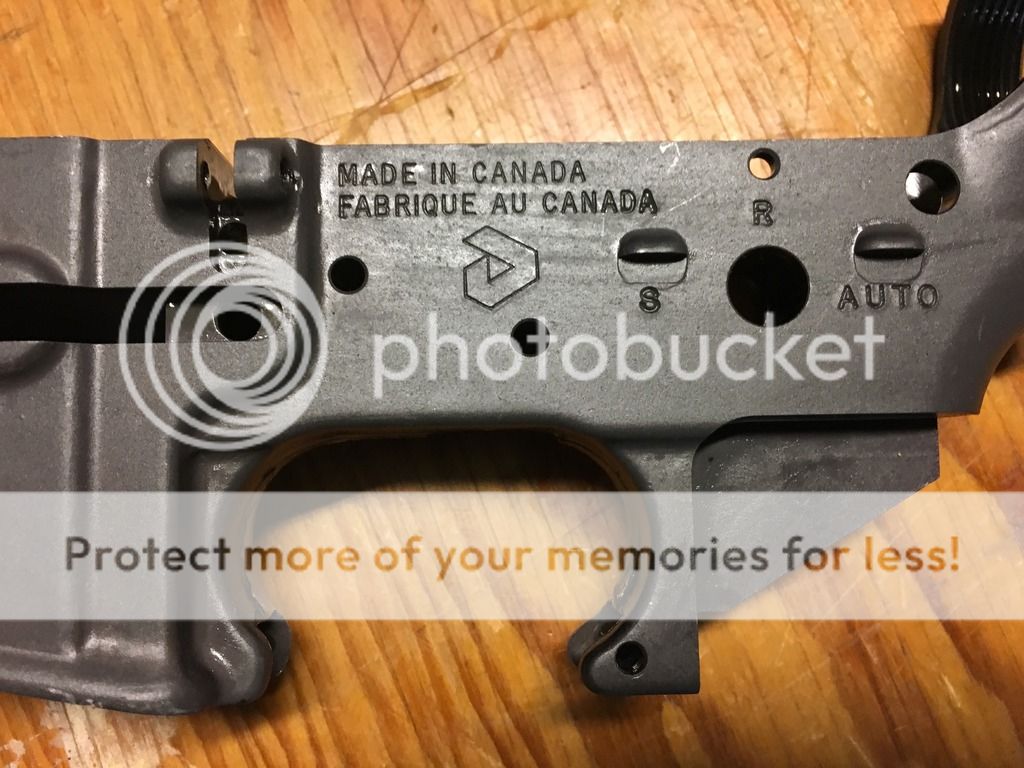 MADE IN CANADA
FABRIQUE AU CANADA
R
S
AUTO
photobucket
Protect more of your memories for less!